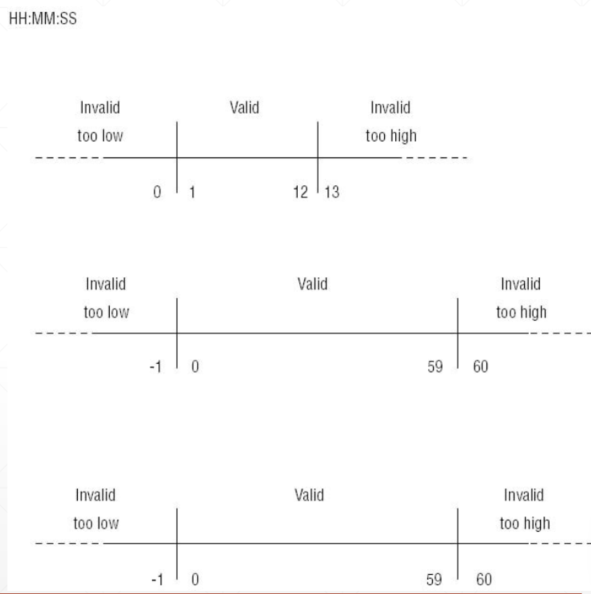 HH:MM:SS
Invalid Valid Invalid
too low too high
0 1 12 13
Invalid Valid Invalid
too low too high
-1 0 59 60
Invalid Valid Invalid
too low too high
-1 0 59 60